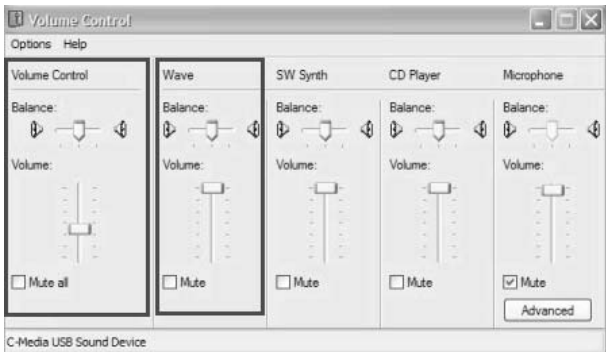 Volume Control
Options Help
Volume Control Wave SW Synth CD Player Microphone
Balance: Balance: Balance: Balance: Balance:
Volume: Volume: Volume: Volume: Volume:
Mute all Mute Mute Mute Mute
Advanced
C-Media USB Sound Device